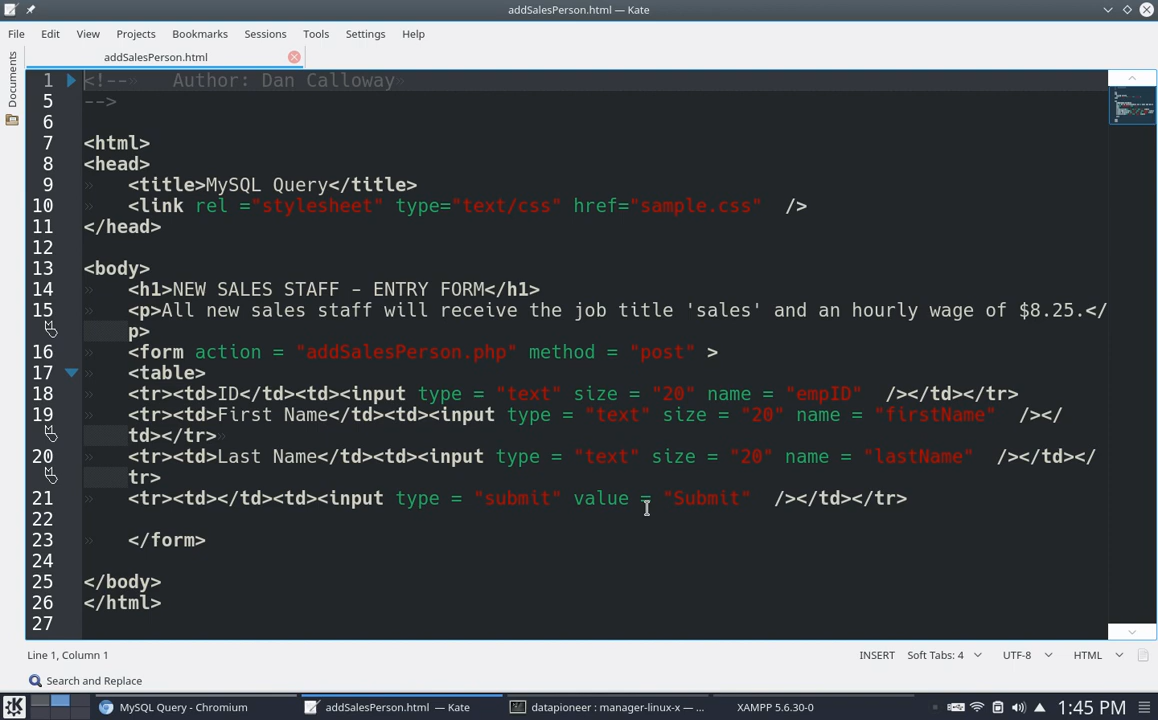 addSalesPerson.html — Kate
File Edit View Projects Bookmarks Sessions Tools Settings Help
Documents
addSalesPerson.html
1 <!--» Author: Dan Calloway»
5 -->
6
7 <html>
8 <head>
9 » <title>MySQL Query</title>
10 » <link rel ="stylesheet" type="text/css" href="sample.css" />
11 </head>
12
13 <body>
14 » <h1>NEW SALES STAFF - ENTRY FORM</h1>
15 » <p>All new sales staff will receive the job title 'sales' and an hourly wage of $8.25.</
p>
16 » <form action = "addSalesPerson.php" method = "post" >
17 » <table>
18 » <tr><td>ID</td><td><input type = "text" size = "20" name = "empID" /></td></tr>
19 » <tr><td>First Name</td><td><input type = "text" size = "20" name = "firstName" /></
td></tr>»
20 » <tr><td>Last Name</td><td><input type = "text" size = "20" name = "lastName" /></td></
tr>
21 » <tr><td></td><td><input type = "submit" value = "Submit" /></td></tr>
22
23 » </form>
24
25 </body>
26 </html>
27
Line 1, Column 1 INSERT Soft Tabs: 4 UTF-8 HTML
Search and Replace
MySQL Query - Chromium addSalesPerson.html — Kate datapioneer : manager-linux-x — ... XAMPP 5.6.30-0 1:45 PM